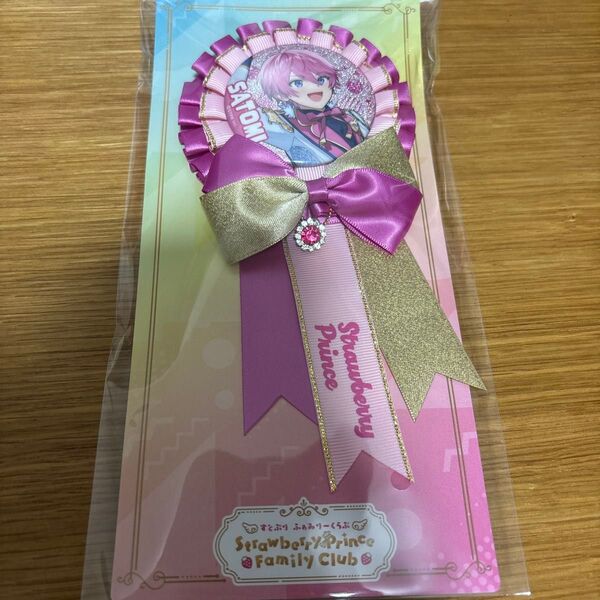 SATOMI
Strawberry
Prince
すとぷり ふぁみりーくらぶ
Strawberry Prince
Family Club